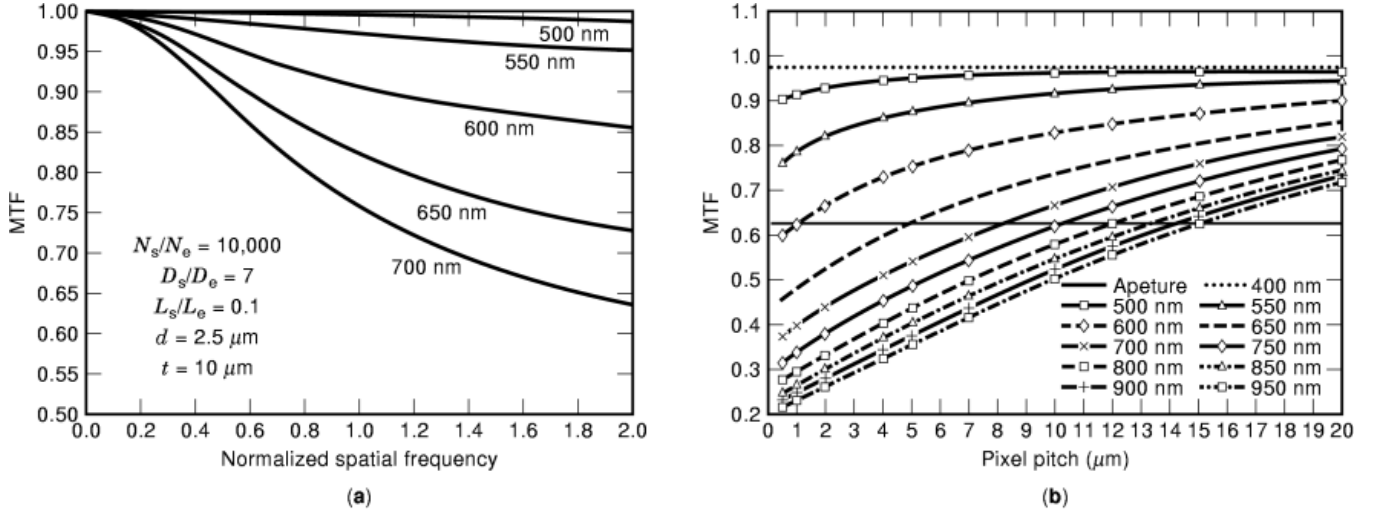 1.00
0.95
0.90
0.85
0.80
0.75
0.70
0.65
0.60
0.55
0.50
MTF
500 nm
550 nm
600 nm
650 nm
700 nm
Ns/Ne = 10,000
Ds/De = 7
Ls/Le = 0.1
d = 2.5 μm
t = 10 μm
0.0 0.2 0.4 0.6 0.8 1.0 1.2 1.4 1.6 1.8 2.0
Normalized spatial frequency
(a)
1.1
1.0
0.9
0.8
0.7
0.6
0.5
0.4
0.3
0.2
MTF
Apeture 400 nm
500 nm 550 nm
600 nm 650 nm
700 nm 750 nm
800 nm 850 nm
900 nm 950 nm
0 1 2 3 4 5 6 7 8 9 10 11 12 13 14 15 16 17 18 19 20
Pixel pitch (μm)
(b)